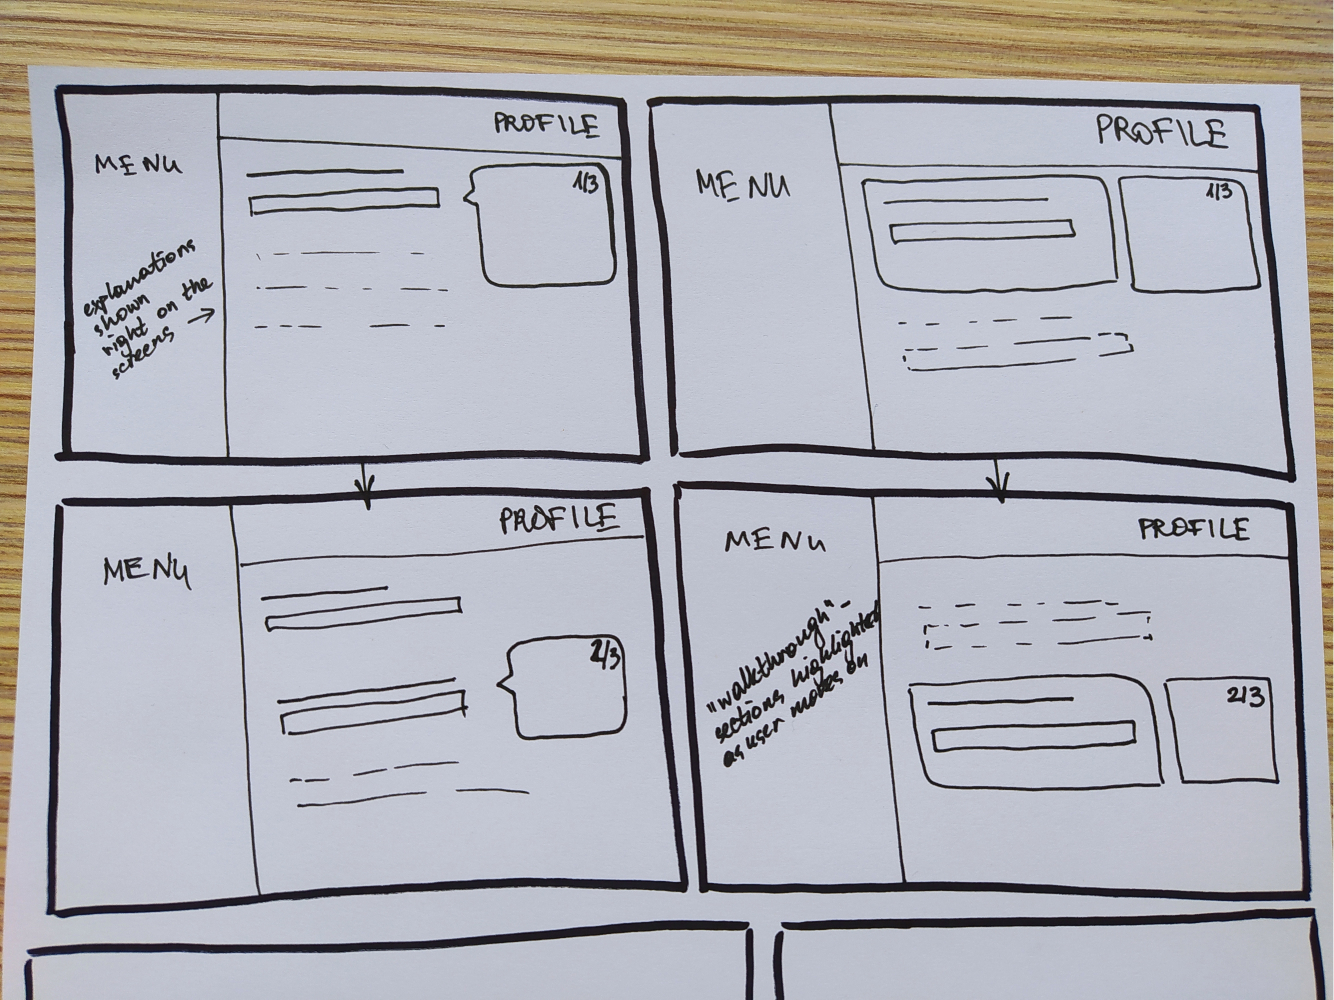 PROFILE
MENU
1/3
explanations
shown
right on the
screens →
PROFILE
MENU
1/3
PROFILE
MENU
2/3
PROFILE
MENU
"walkthrough" –
sections highlighted
as user moves on
2/3